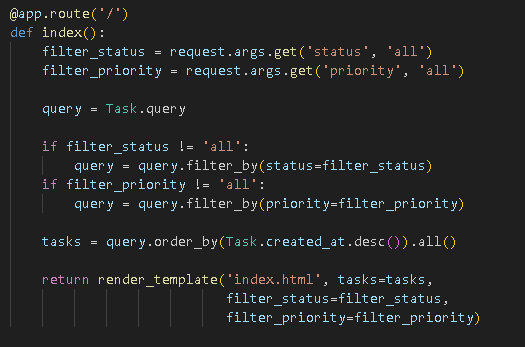 @app.route('/')
def index():
    filter_status = request.args.get('status', 'all')
    filter_priority = request.args.get('priority', 'all')

    query = Task.query

    if filter_status != 'all':
        query = query.filter_by(status=filter_status)
    if filter_priority != 'all':
        query = query.filter_by(priority=filter_priority)

    tasks = query.order_by(Task.created_at.desc()).all()

    return render_template('index.html', tasks=tasks,
                           filter_status=filter_status,
                           filter_priority=filter_priority)